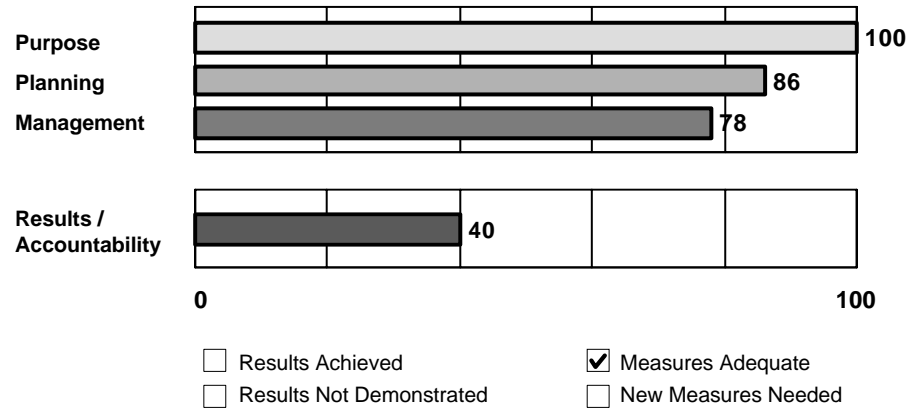 Purpose 100
Planning 86
Management 78
Results /
Accountability 40
0 100
Results Achieved Measures Adequate
Results Not Demonstrated New Measures Needed